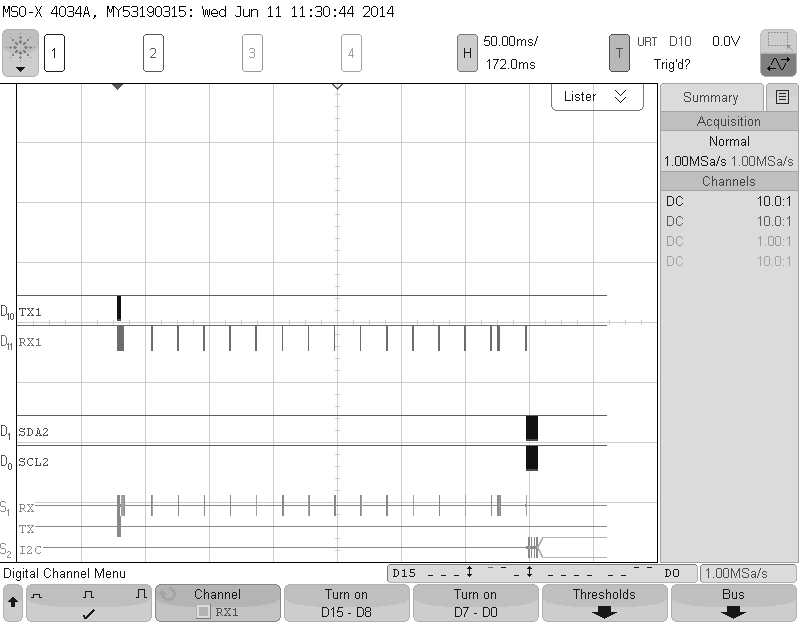 MSO-X 4034A, MY53190315: Wed Jun 11 11:30:44 2014
1 2 3 4 H 50.00ms/ 172.0ms T URT D10 0.0V Trig'd?
Lister
Summary
Acquisition
Normal
1.00MSa/s 1.00MSa/s
Channels
DC 10.0:1
DC 10.0:1
DC 1.00:1
DC 10.0:1
D10 TX1
D11 RX1
D1 SDA2
D0 SCL2
S1 RX
TX
S2 I2C
Digital Channel Menu
D15 D0 1.00MSa/s
Channel
RX1
Turn on
D15 - D8
Turn on
D7 - D0
Thresholds
Bus